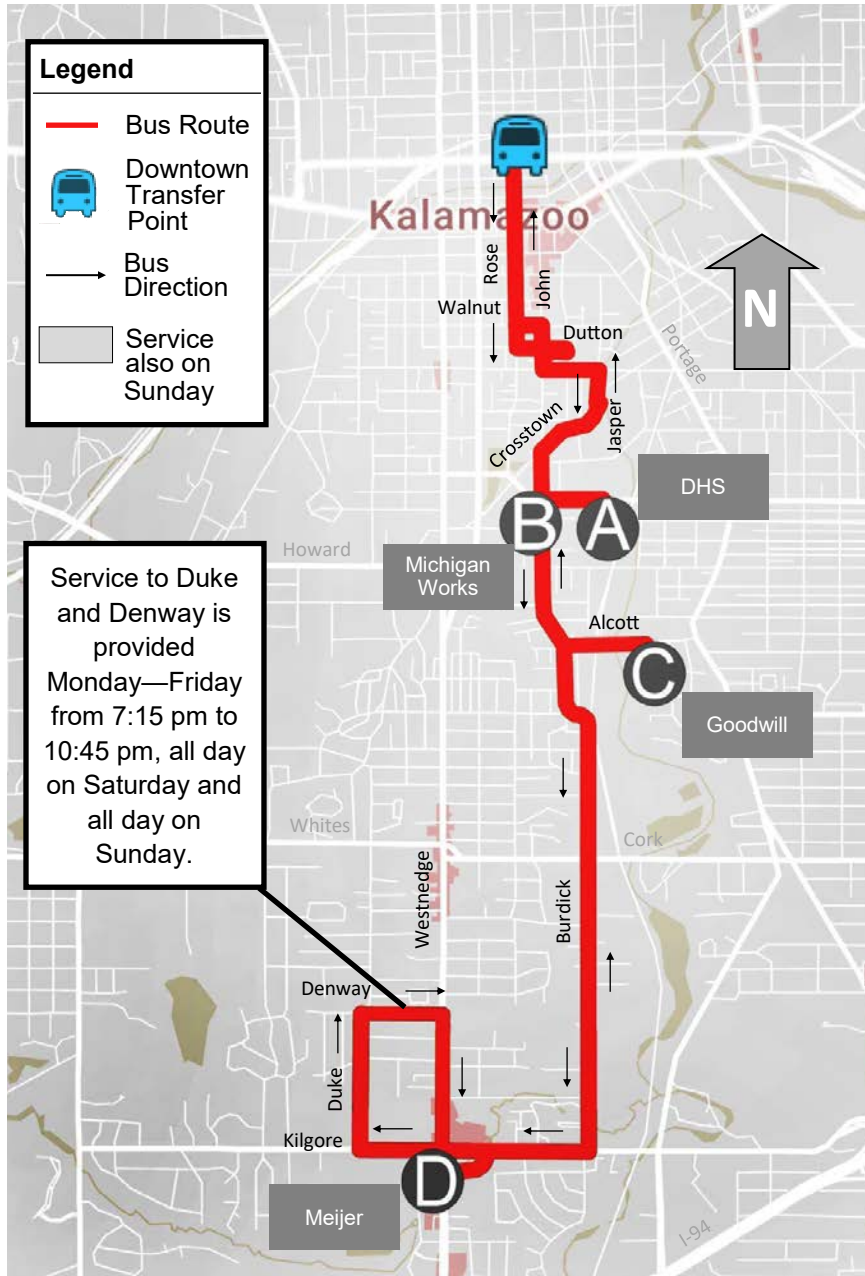 Legend
Bus Route
Downtown
Transfer
Point
Bus
Direction
Service
also on
Sunday
Kalamazoo
N
Rose
John
Walnut
Dutton
Portage
Crosstown
Jasper
DHS
B
A
Howard
Michigan
Works
Alcott
C
Goodwill
Service to Duke
and Denway is
provided
Monday—Friday
from 7:15 pm to
10:45 pm, all day
on Saturday and
all day on
Sunday.
Whites
Cork
Westnedge
Burdick
Denway
Duke
Kilgore
D
Meijer
I-94